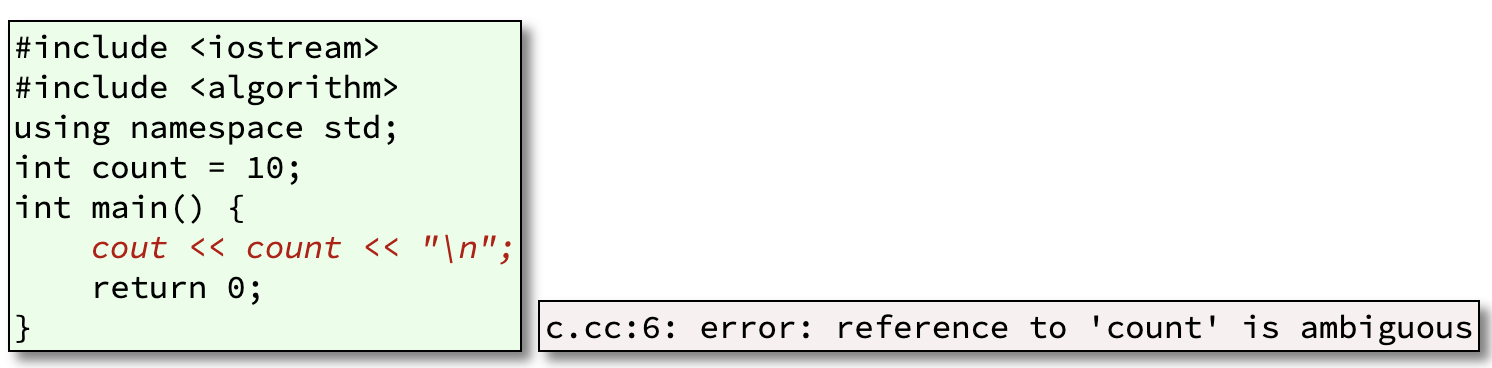 #include <iostream>
#include <algorithm>
using namespace std;
int count = 10;
int main() {
    cout << count << "\n";
    return 0;
}
c.cc:6: error: reference to 'count' is ambiguous